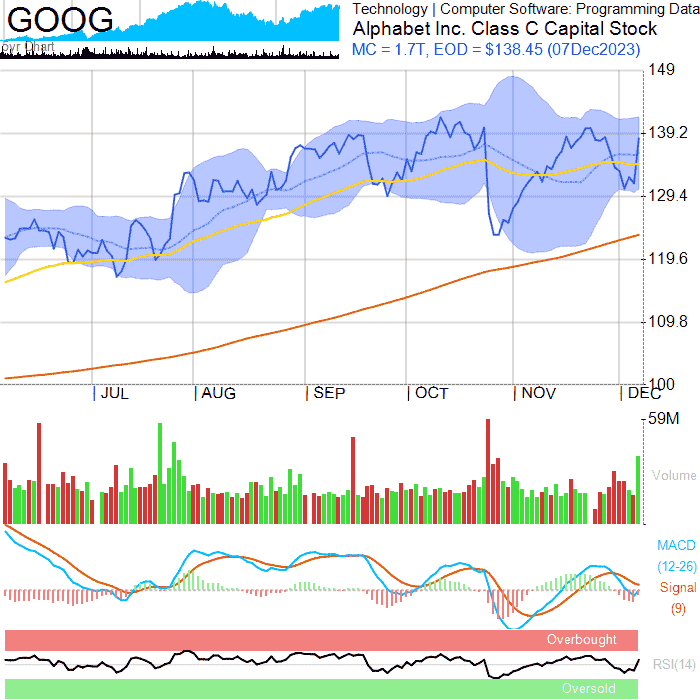 GOOG
Technology | Computer Software: Programming Data
Alphabet Inc. Class C Capital Stock
MC = 1.7T, EOD = $138.45 (07Dec2023)
Chart
149
139.2
129.4
119.6
109.8
100
JUL AUG SEP OCT NOV DEC
59M
Volume
MACD
(12-26)
Signal
(9)
Overbought
RSI(14)
Oversold